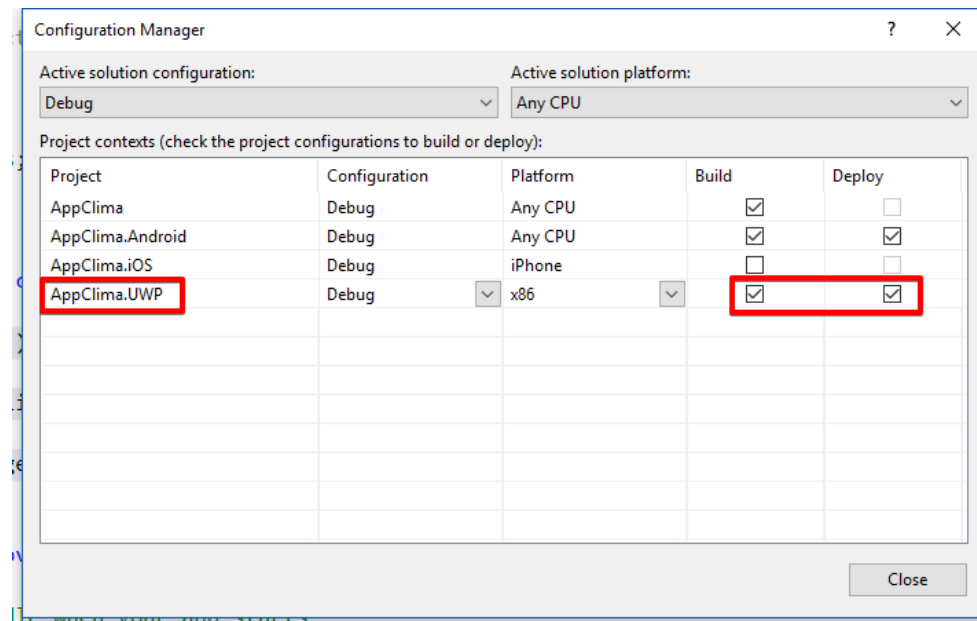 Configuration Manager ?
Active solution configuration: Active solution platform:
Debug Any CPU
Project contexts (check the project configurations to build or deploy):
Project Configuration Platform Build Deploy
AppClima Debug Any CPU
AppClima.Android Debug Any CPU
AppClima.iOS Debug iPhone
AppClima.UWP Debug x86
Close